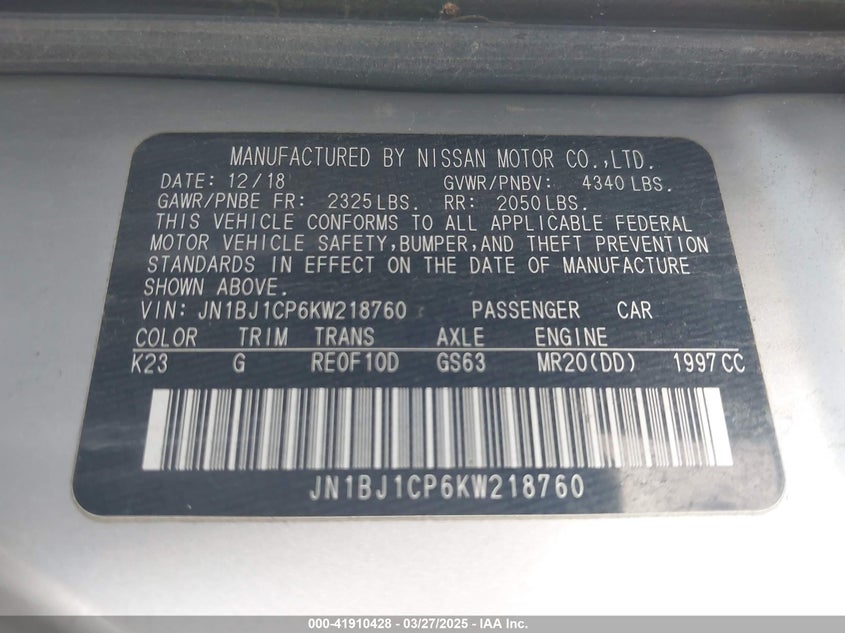 MANUFACTURED BY NISSAN MOTOR CO.,LTD.
DATE: 12/18 GVWR/PNBV: 4340 LBS.
GAWR/PNBE FR: 2325 LBS. RR: 2050 LBS.
THIS VEHICLE CONFORMS TO ALL APPLICABLE FEDERAL
MOTOR VEHICLE SAFETY,BUMPER,AND THEFT PREVENTION
STANDARDS IN EFFECT ON THE DATE OF MANUFACTURE
SHOWN ABOVE.
VIN: JN1BJ1CP6KW218760 PASSENGER CAR
COLOR TRIM TRANS AXLE ENGINE
K23 G RE0F10D GS63 MR20(DD) 1997 CC
JN1BJ1CP6KW218760
000-41910428 - 03/27/2025 - IAA Inc.